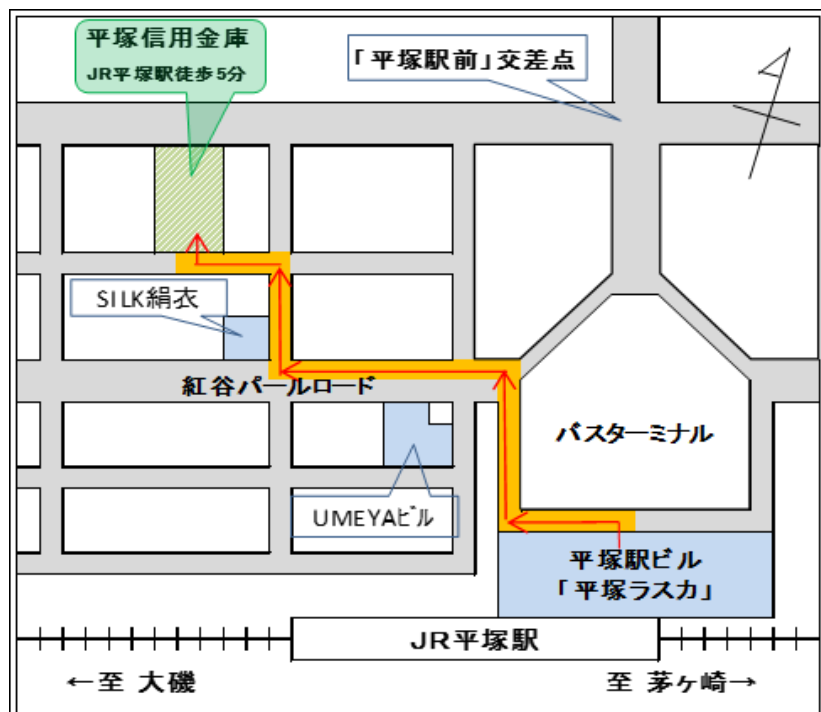 平塚信用金庫
JR平塚駅徒歩5分
「平塚駅前」交差点
SILK絹衣
紅谷パールロード
バスターミナル
UMEYAビル
平塚駅ビル
「平塚ラスカ」
JR平塚駅
←至 大磯
至 茅ヶ崎→